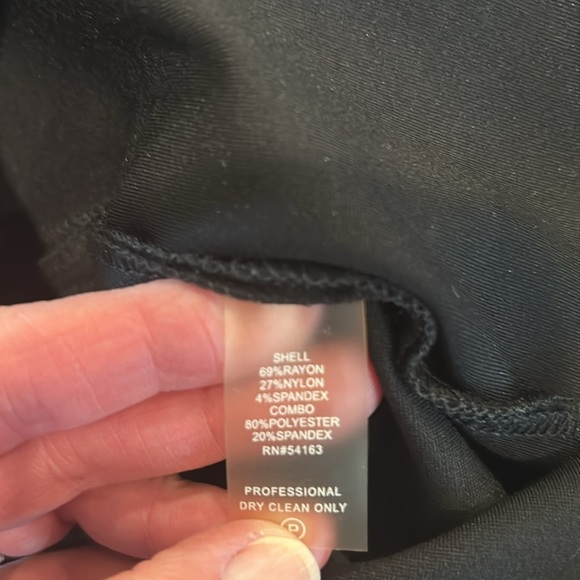 SHELL
69%RAYON
27%NYLON
4%SPANDEX
COMBO
80%POLYESTER
20%SPANDEX
RN#54163
PROFESSIONAL
DRY CLEAN ONLY
P